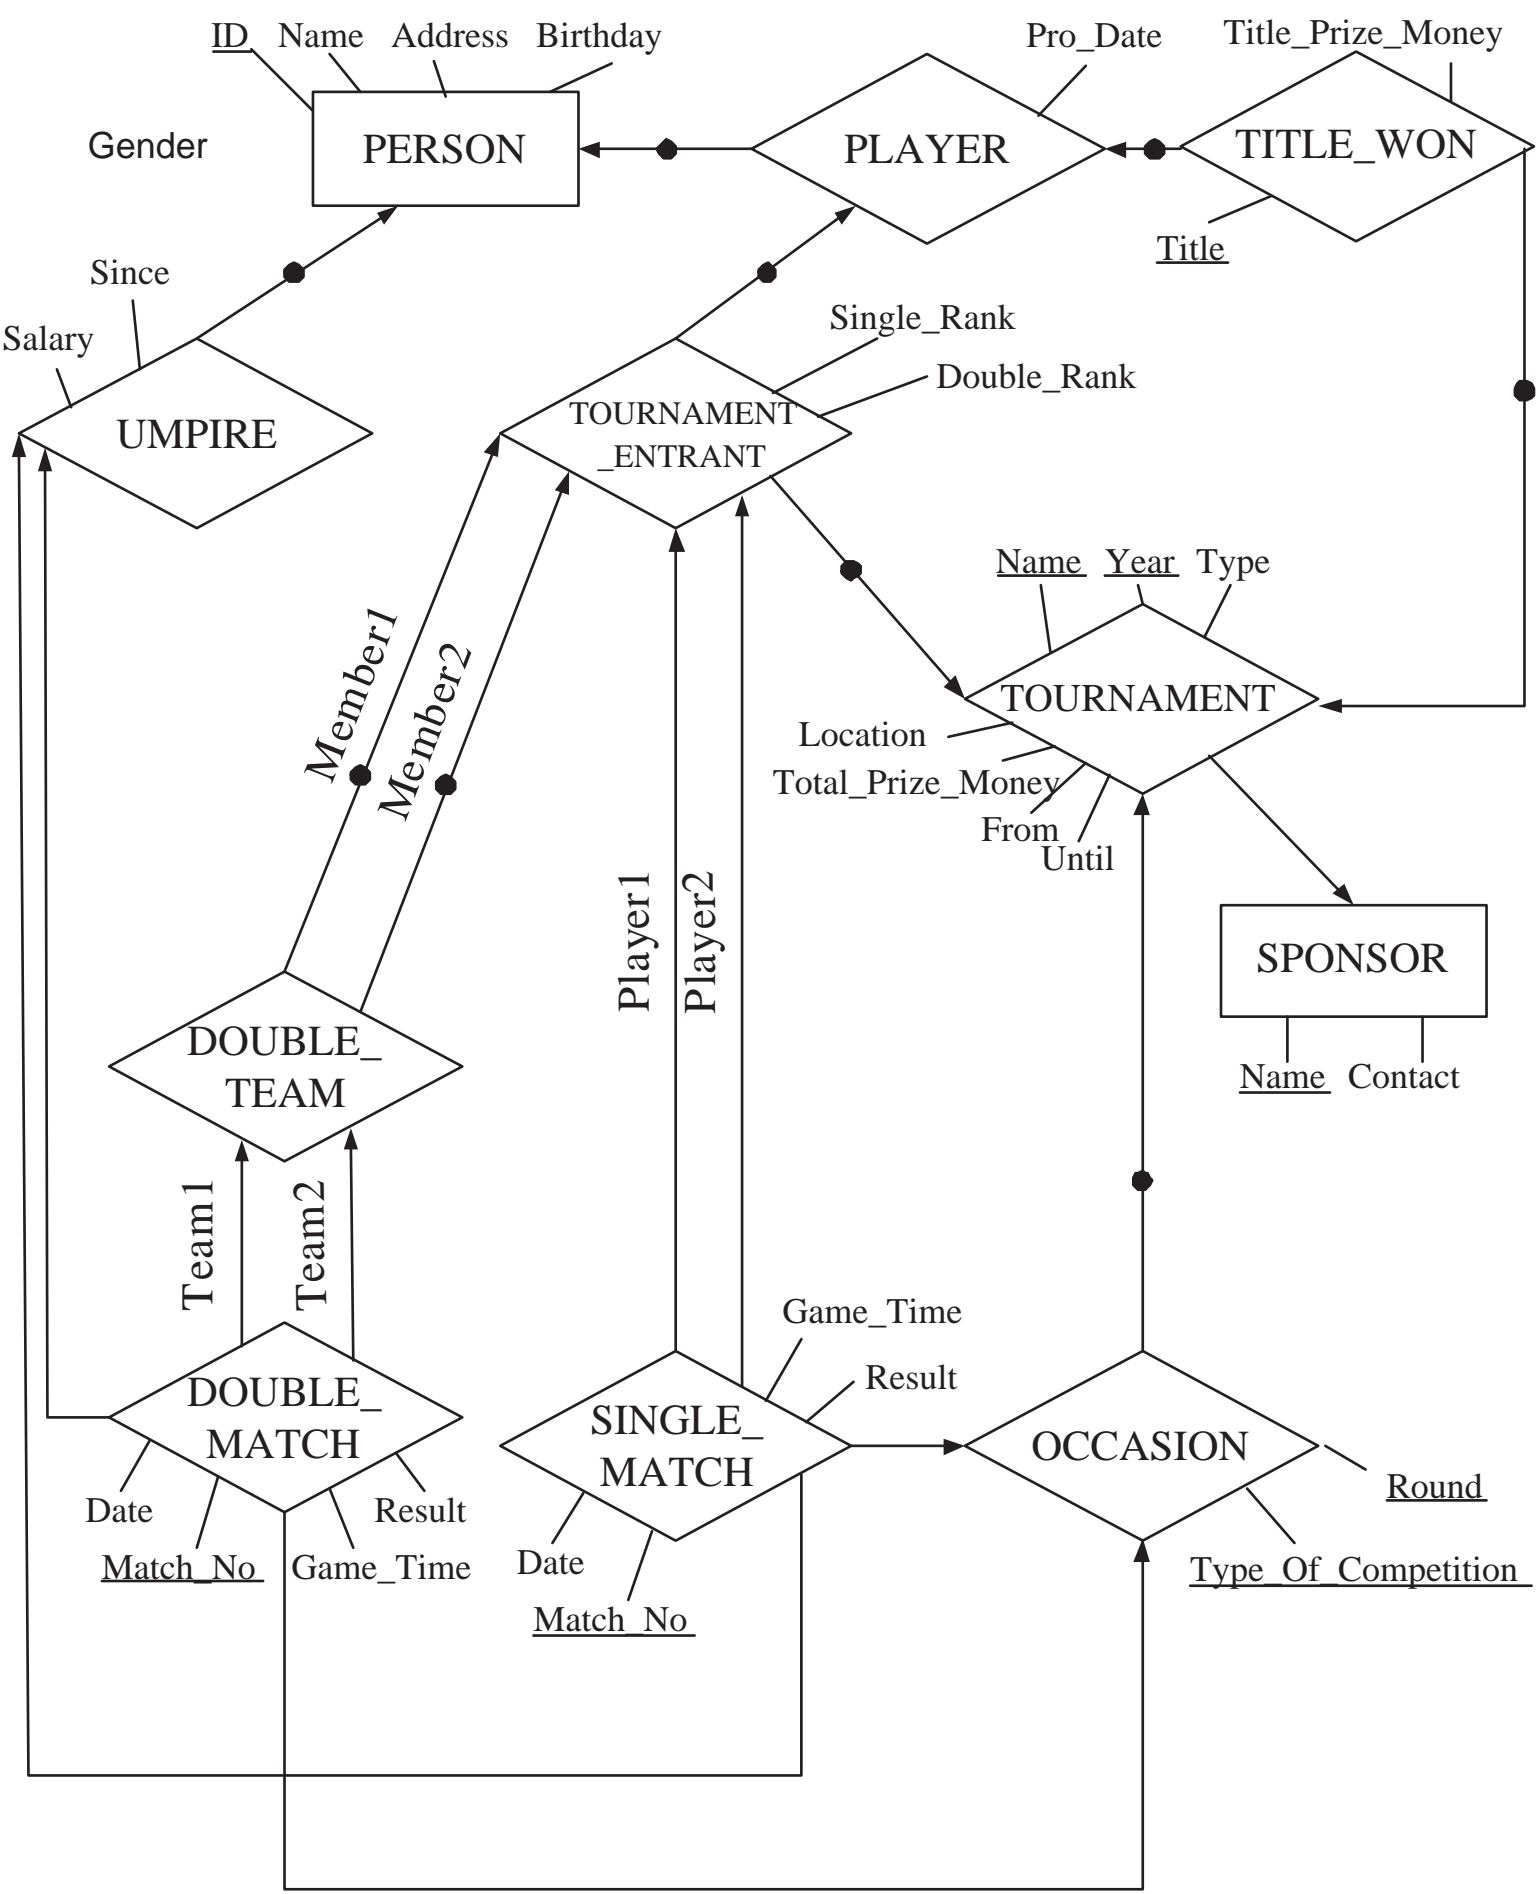 ID Name Address Birthday
Pro_Date
Title_Prize_Money
Gender
PERSON
PLAYER
TITLE_WON
Title
Since
Salary
UMPIRE
Single_Rank
Double_Rank
TOURNAMENT
_ENTRANT
Name Year Type
TOURNAMENT
Location
Total_Prize_Money
From
Until
Member1
Member2
Player1
Player2
SPONSOR
Name Contact
DOUBLE_
TEAM
Team1
Team2
Game_Time
Result
DOUBLE_
MATCH
SINGLE_
MATCH
OCCASION
Round
Date
Result
Match_No
Game_Time
Date
Match_No
Type_Of_Competition